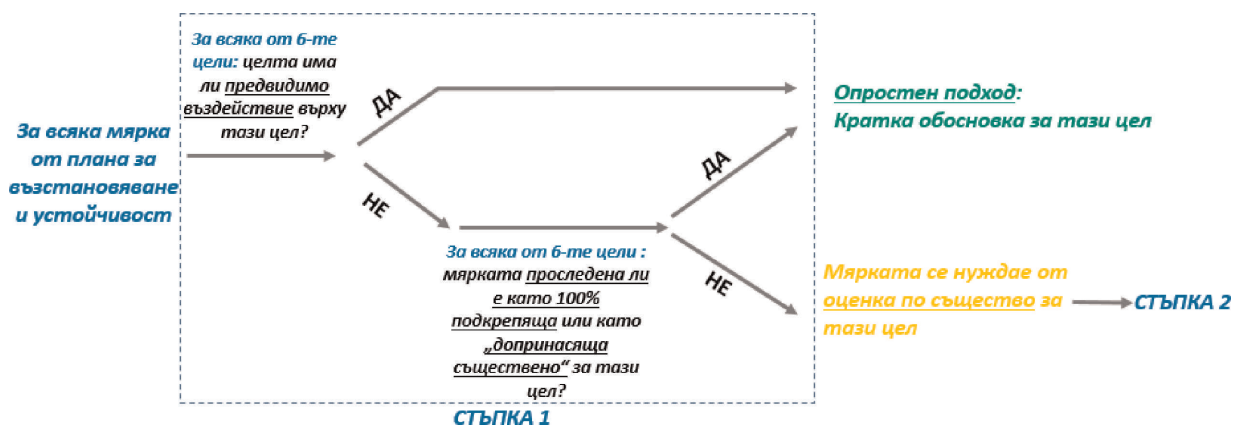 За всяка мярка
от плана за
възстановяване
и устойчивост
За всяка от 6-те
цели: целта има
ли предвидимо
въздействие върху
тази цел?
ДА
НЕ
За всяка от 6-те цели :
мярката проследена ли
е като 100%
подкрепяща или като
„допринасяща
съществено“ за тази
цел?
ДА
НЕ
Опростен подход:
Кратка обосновка за тази цел
Мярката се нуждае от
оценка по същество за
тази цел
СТЪПКА 2
СТЪПКА 1